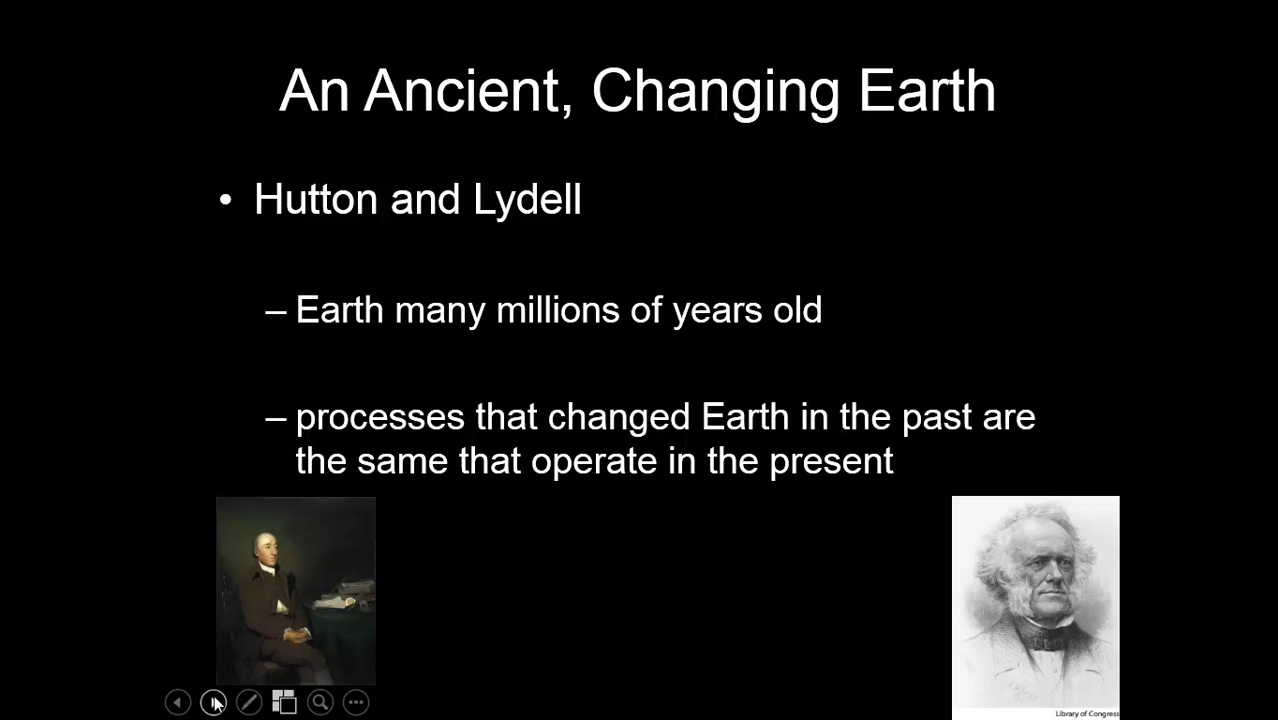 An Ancient, Changing Earth
• Hutton and Lydell
– Earth many millions of years old
– processes that changed Earth in the past are
the same that operate in the present
Library of Congress